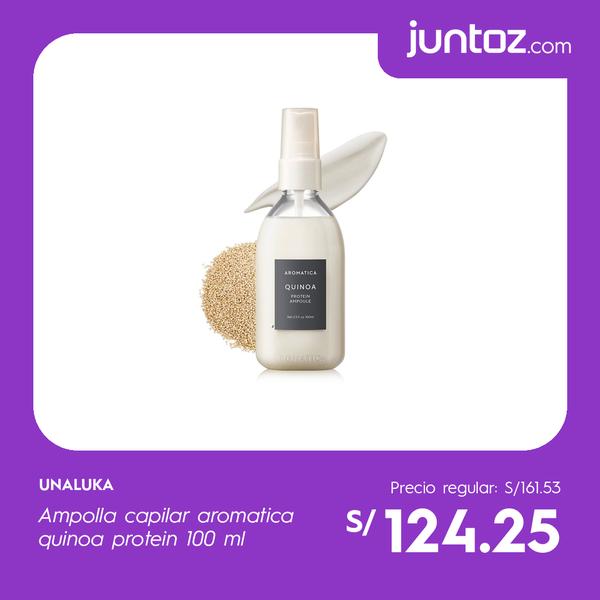 juntoz.com
AROMATICA
QUINOA
PROTEIN
AMPOULE
UNALUKA
Ampolla capilar aromatica
quinoa protein 100 ml
Precio regular: S/161.53
S/ 124.25